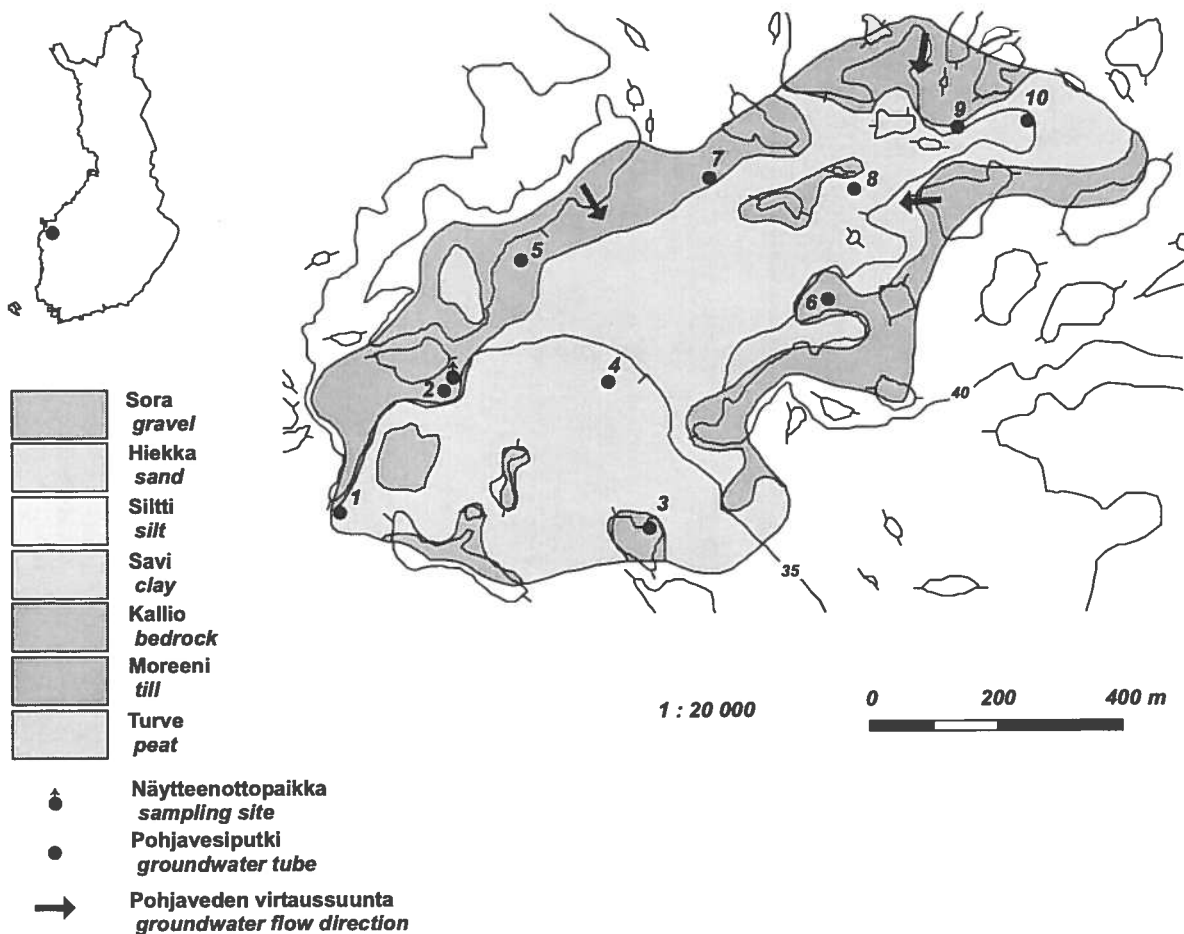 Sora
gravel
Hiekka
sand
Siltti
silt
Savi
clay
Kallio
bedrock
Moreeni
till
Turve
peat
Näytteenottopaikka
sampling site
Pohjavesiputki
groundwater tube
Pohjaveden virtaussuunta
groundwater flow direction
9
10
7
8
5
6
4
2
40
1
3
35
1 : 20 000
0 200 400 m